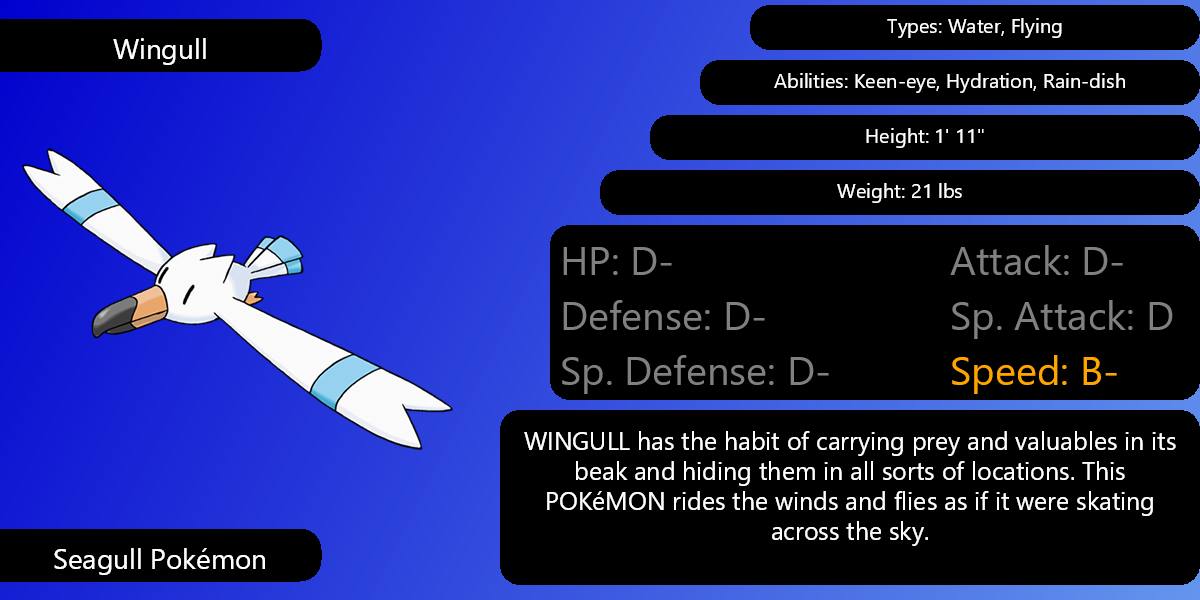 Wingull
Types: Water, Flying
Abilities: Keen-eye, Hydration, Rain-dish
Height: 1' 11"
Weight: 21 lbs
HP: D-
Attack: D-
Defense: D-
Sp. Attack: D
Sp. Defense: D-
Speed: B-
WINGULL has the habit of carrying prey and valuables in its
beak and hiding them in all sorts of locations. This
POKéMON rides the winds and flies as if it were skating
across the sky.
Seagull Pokémon